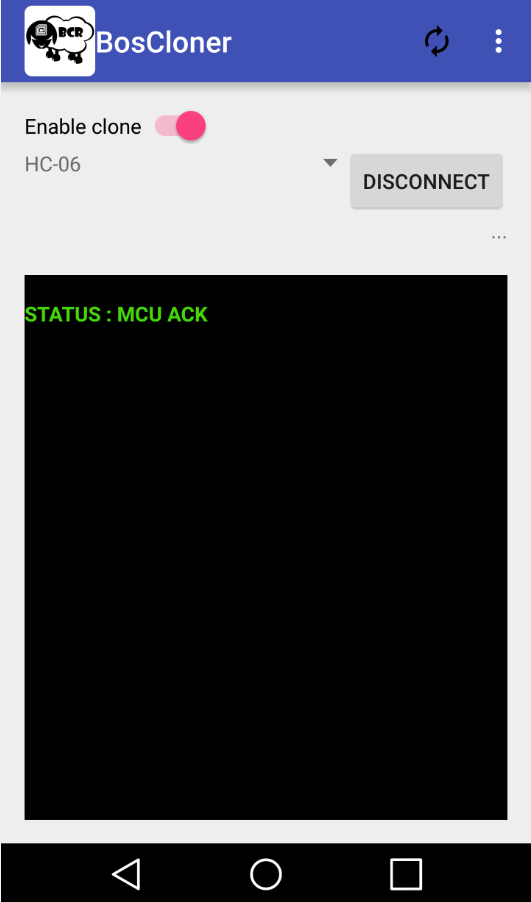 BCR
BosCloner
Enable clone
HC-06
DISCONNECT
...
STATUS : MCU ACK